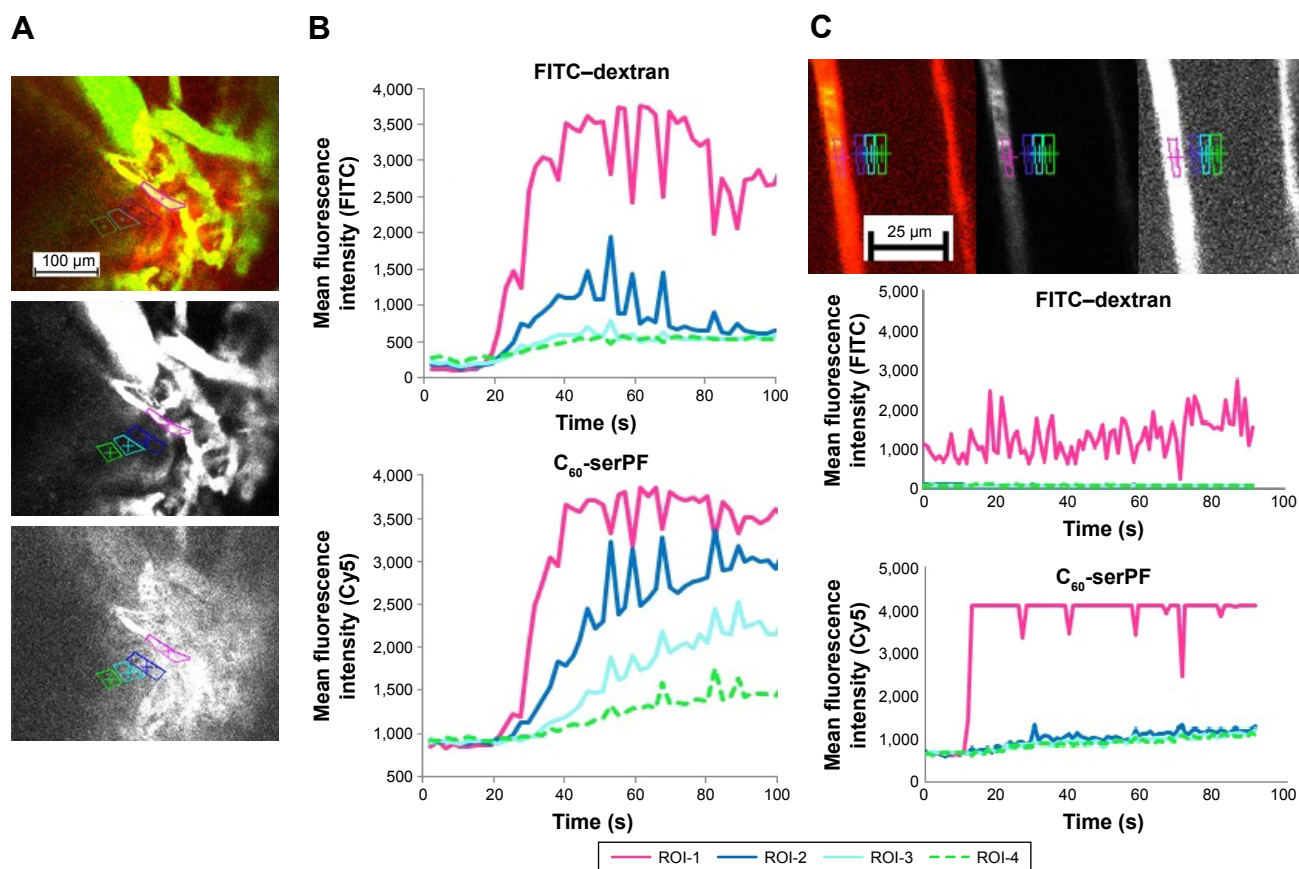 A
100 µm
B
FITC–dextran
Mean fluorescence
intensity (FITC)
4,000
3,500
3,000
2,500
2,000
1,500
1,000
500
0
0 20 40 60 80 100
Time (s)
C₆₀-serPF
Mean fluorescence
intensity (Cy5)
4,000
3,500
3,000
2,500
2,000
1,500
1,000
500
0 20 40 60 80 100
Time (s)
C
25 µm
FITC–dextran
Mean fluorescence
intensity (FITC)
5,000
4,000
3,000
2,000
1,000
0
0 20 40 60 80 100
Time (s)
C₆₀-serPF
Mean fluorescence
intensity (Cy5)
5,000
4,000
3,000
2,000
1,000
0
0 20 40 60 80 100
Time (s)
ROI-1 ROI-2 ROI-3 ROI-4